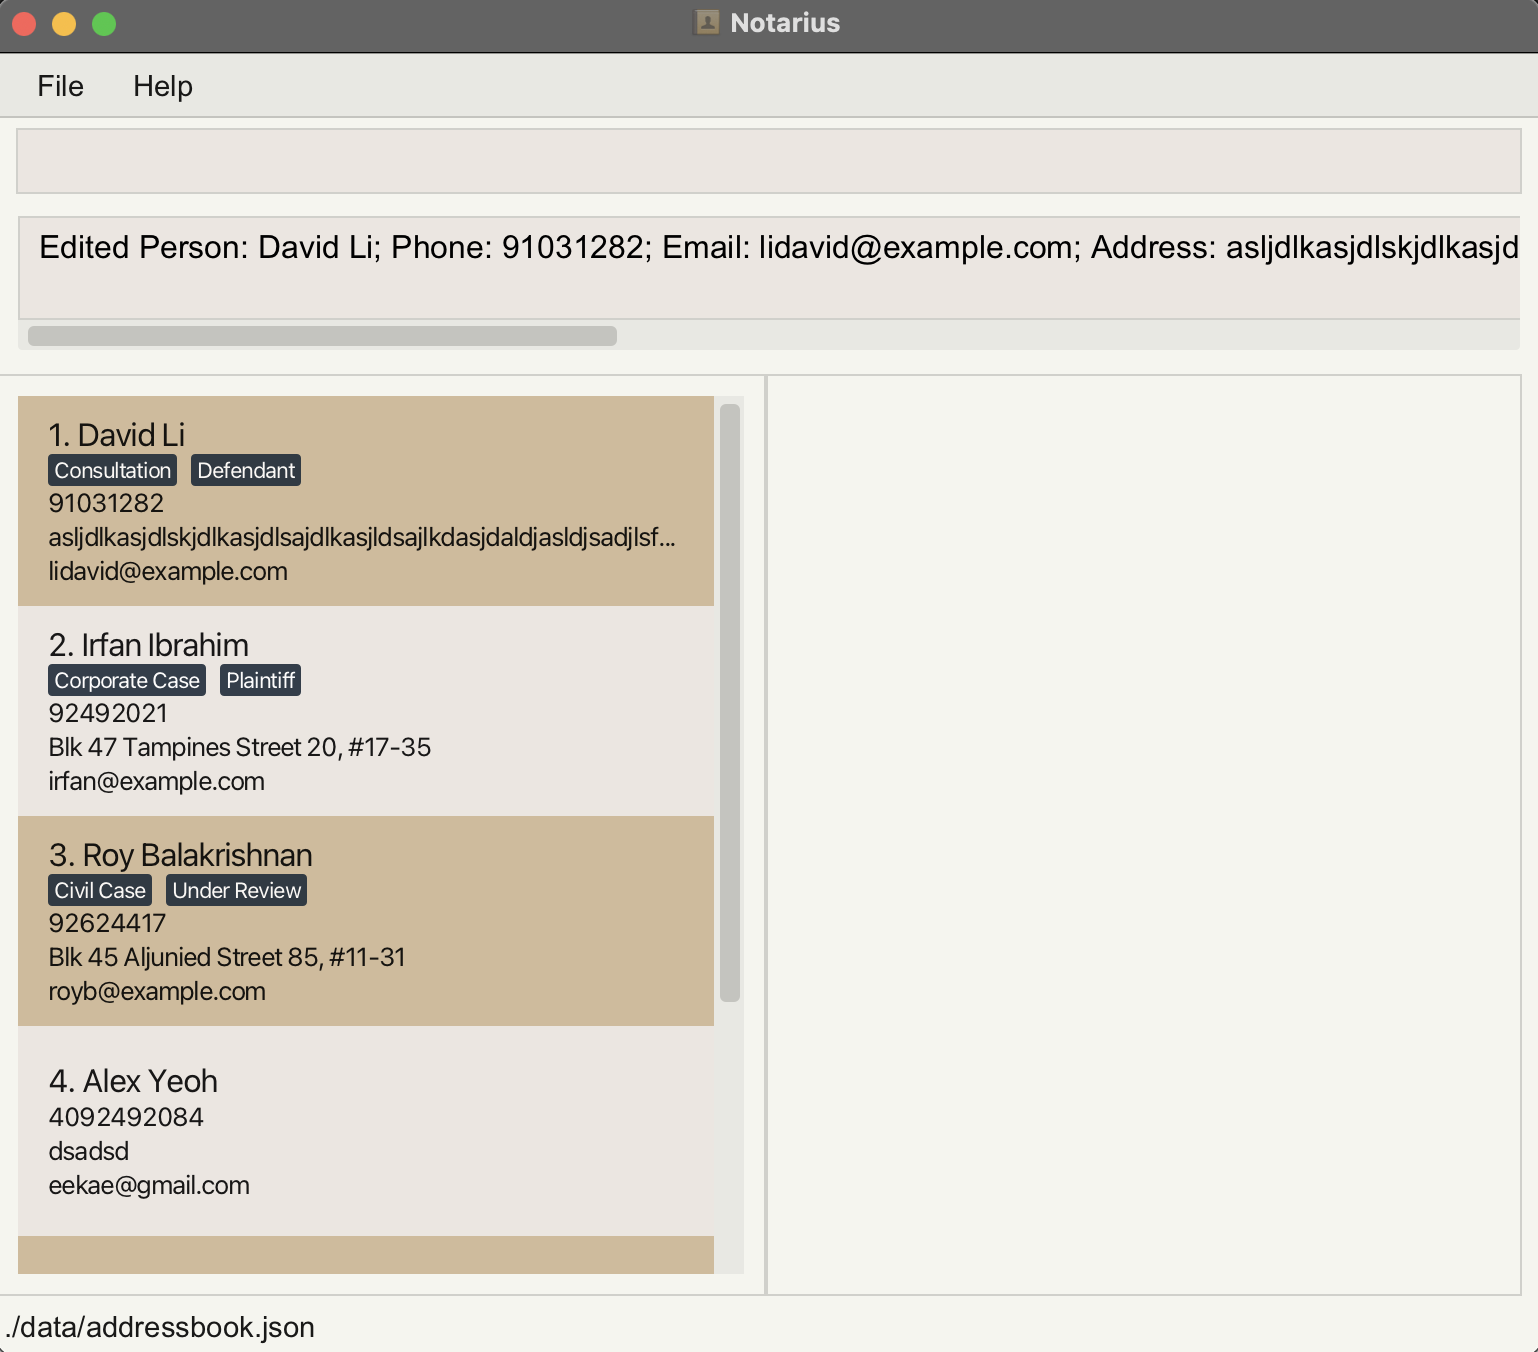 Notarius
File Help
Edited Person: David Li; Phone: 91031282; Email: lidavid@example.com; Address: asljdlkasjdlskjdlkasjd
1. David Li
Consultation Defendant
91031282
asljdlkasjdlskjdlkasjdlsajdlkasjldsajlkdasjdaldjasldjsadjlsf...
lidavid@example.com
2. Irfan Ibrahim
Corporate Case Plaintiff
92492021
Blk 47 Tampines Street 20, #17-35
irfan@example.com
3. Roy Balakrishnan
Civil Case Under Review
92624417
Blk 45 Aljunied Street 85, #11-31
royb@example.com
4. Alex Yeoh
4092492084
dsadsd
eekae@gmail.com
./data/addressbook.json